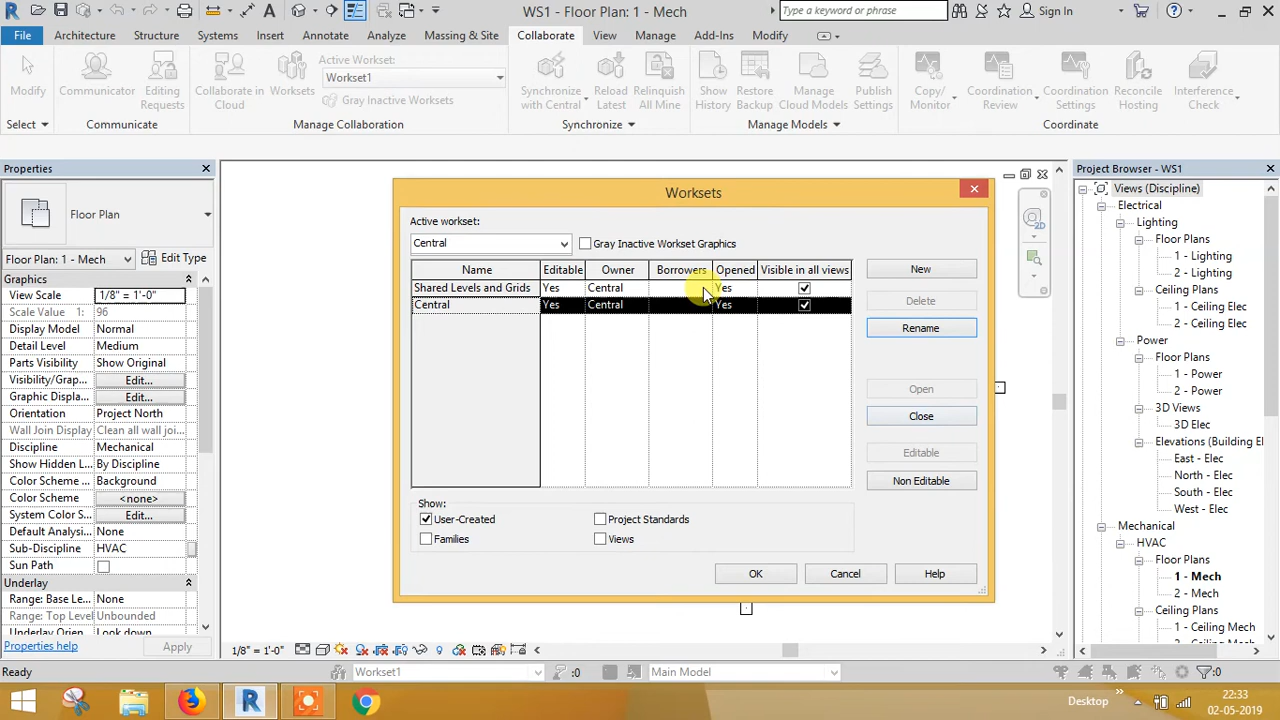 WS1 - Floor Plan: 1 - Mech
Type a keyword or phrase
Sign In
File
Architecture
Structure
Systems
Insert
Annotate
Analyze
Massing & Site
Collaborate
View
Manage
Add-Ins
Modify
Modify
Communicator
Editing
Requests
Collaborate in
Cloud
Worksets
Active Workset:
Workset1
Gray Inactive Worksets
Synchronize
with Central
Reload
Latest
Relinquish
All Mine
Show
History
Restore
Backup
Manage
Cloud Models
Publish
Settings
Copy/
Monitor
Coordination
Review
Coordination
Settings
Reconcile
Hosting
Interference
Check
Select
Communicate
Manage Collaboration
Synchronize
Manage Models
Coordinate
Properties
Floor Plan
Floor Plan: 1 - Mech
Edit Type
Graphics
View Scale 1/8" = 1'-0"
Scale Value 1: 96
Display Model Normal
Detail Level Medium
Parts Visibility Show Original
Visibility/Grap... Edit...
Graphic Displa... Edit...
Orientation Project North
Wall Join Display Clean all wall joi...
Discipline Mechanical
Show Hidden L... By Discipline
Color Scheme ... Background
Color Scheme <none>
System Color S... Edit...
Default Analysi... None
Sub-Discipline HVAC
Sun Path
Underlay
Range: Base Le... None
Range: Top Level Unbounded
Underlay Orien... Look down
Properties help
Apply
Worksets
Active workset:
Central
Gray Inactive Workset Graphics
Name Editable Owner Borrowers Opened Visible in all views
Shared Levels and Grids Yes Central Yes
Central Yes Central Yes
New
Delete
Rename
Open
Close
Editable
Non Editable
Show:
User-Created
Project Standards
Families
Views
OK
Cancel
Help
Project Browser - WS1
Views (Discipline)
Electrical
Lighting
Floor Plans
1 - Lighting
2 - Lighting
Ceiling Plans
1 - Ceiling Elec
2 - Ceiling Elec
Power
Floor Plans
1 - Power
2 - Power
3D Views
3D Elec
Elevations (Building El
East - Elec
North - Elec
South - Elec
West - Elec
Mechanical
HVAC
Floor Plans
1 - Mech
2 - Mech
Ceiling Plans
1 - Ceiling Mech
1/8" = 1'-0"
Ready
Workset1
:0
Main Model
:0
Desktop
22:33
02-05-2019